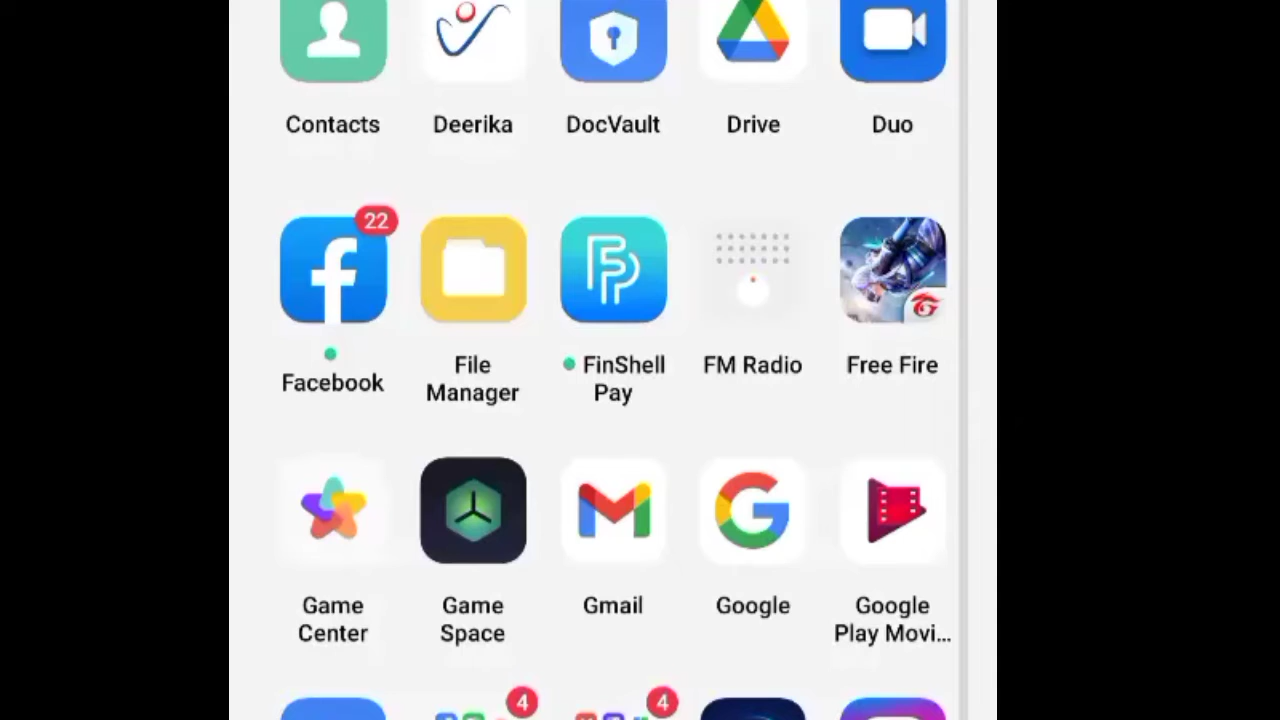 Contacts
Deerika
DocVault
Drive
Duo
22
Facebook
File
Manager
FinShell
Pay
FM Radio
Free Fire
Game
Center
Game
Space
Gmail
Google
Google
Play Movi...
4
4